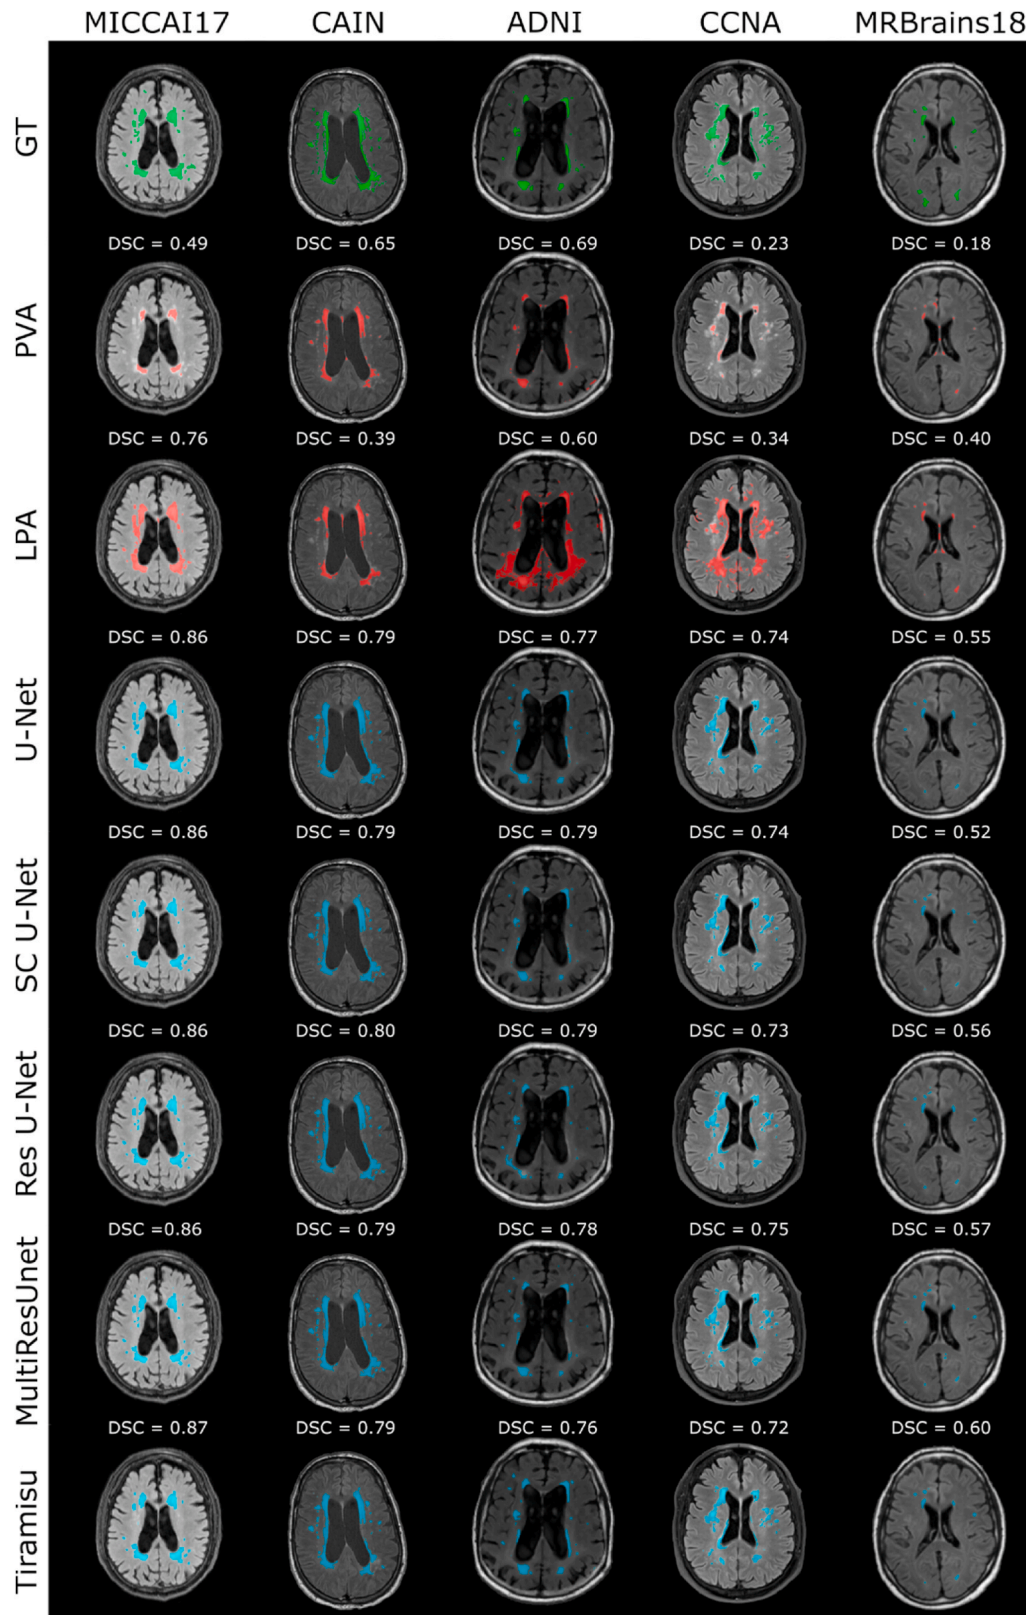 MICCAI17 CAIN ADNI CCNA MRBrains18
GT
DSC = 0.49 DSC = 0.65 DSC = 0.69 DSC = 0.23 DSC = 0.18
PVA
DSC = 0.76 DSC = 0.39 DSC = 0.60 DSC = 0.34 DSC = 0.40
LPA
DSC = 0.86 DSC = 0.79 DSC = 0.77 DSC = 0.74 DSC = 0.55
U-Net
DSC = 0.86 DSC = 0.79 DSC = 0.79 DSC = 0.74 DSC = 0.52
SC U-Net
DSC = 0.86 DSC = 0.80 DSC = 0.79 DSC = 0.73 DSC = 0.56
Res U-Net
DSC =0.86 DSC = 0.79 DSC = 0.78 DSC = 0.75 DSC = 0.57
MultiResUnet
DSC = 0.87 DSC = 0.79 DSC = 0.76 DSC = 0.72 DSC = 0.60
Tiramisu